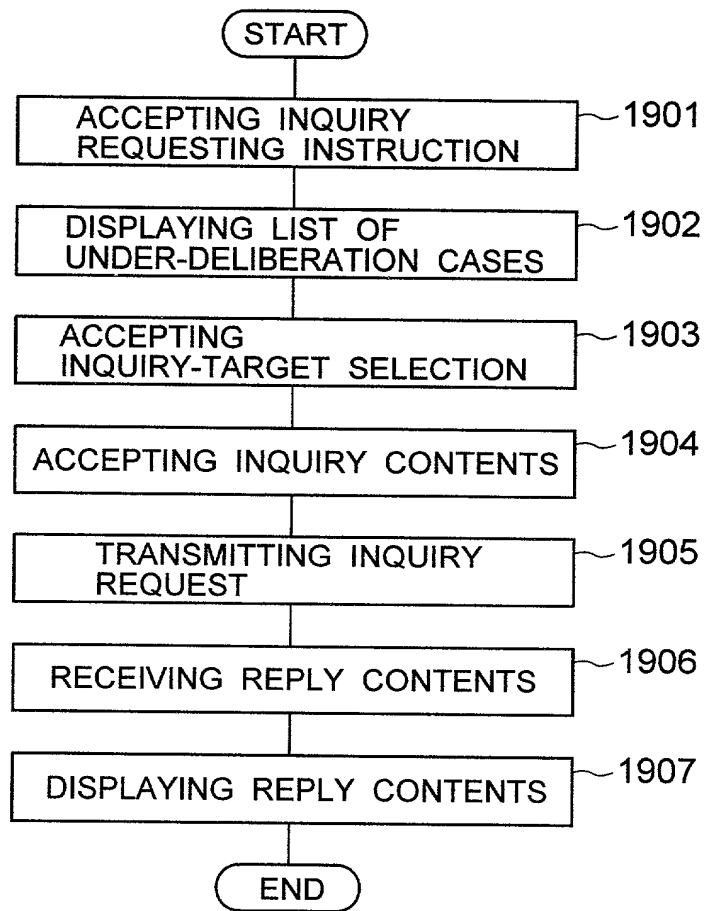 START
ACCEPTING INQUIRY
REQUESTING INSTRUCTION
1901
DISPLAYING LIST OF
UNDER-DELIBERATION CASES
1902
ACCEPTING
INQUIRY-TARGET SELECTION
1903
ACCEPTING INQUIRY CONTENTS
1904
TRANSMITTING INQUIRY
REQUEST
1905
RECEIVING REPLY CONTENTS
1906
DISPLAYING REPLY CONTENTS
1907
END